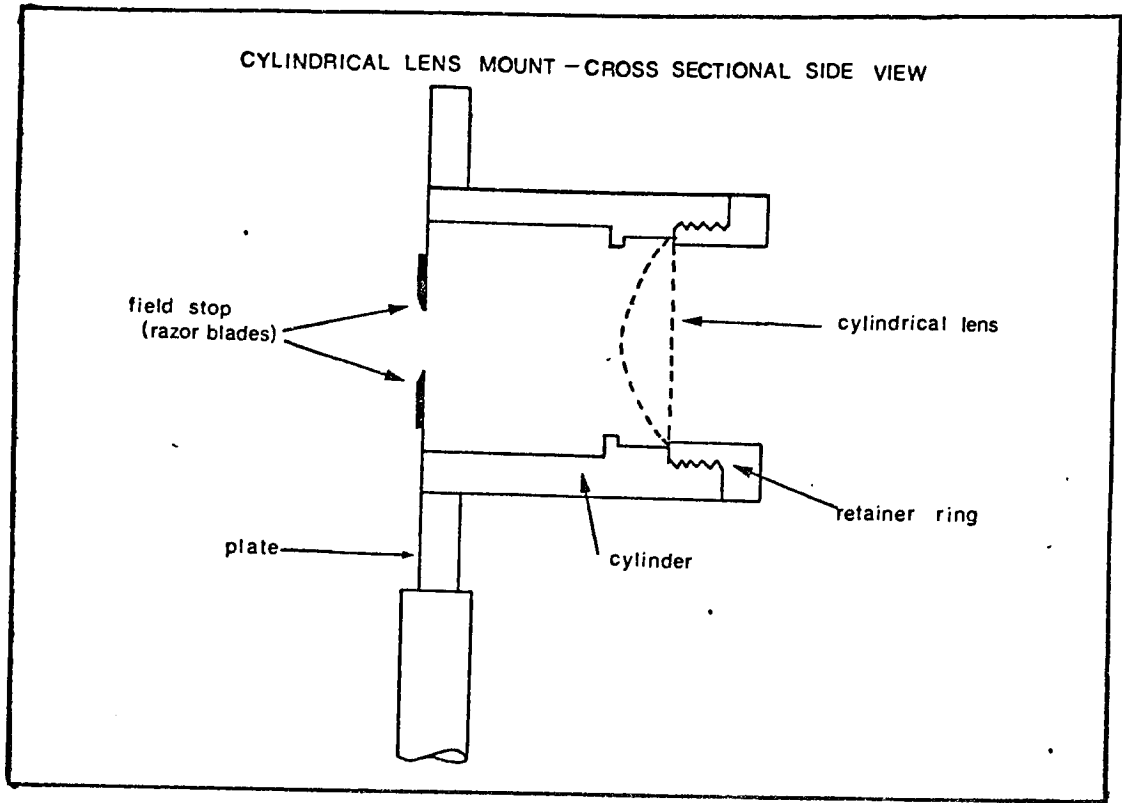 CYLINDRICAL LENS MOUNT – CROSS SECTIONAL SIDE VIEW
field stop
(razor blades)
cylindrical lens
retainer ring
plate
cylinder